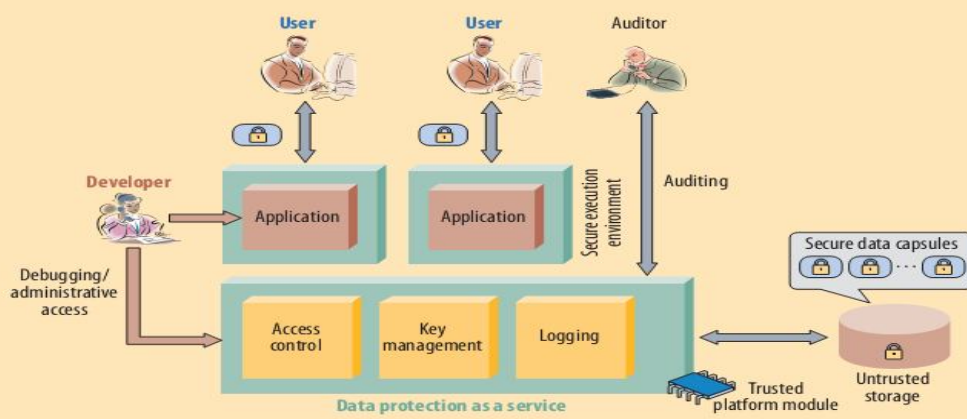 User
User
Auditor
Developer
Application
Application
Secure execution
environment
Auditing
Debugging/
administrative
access
Secure data capsules
Access
control
Key
management
Logging
Trusted
platform module
Untrusted
storage
Data protection as a service